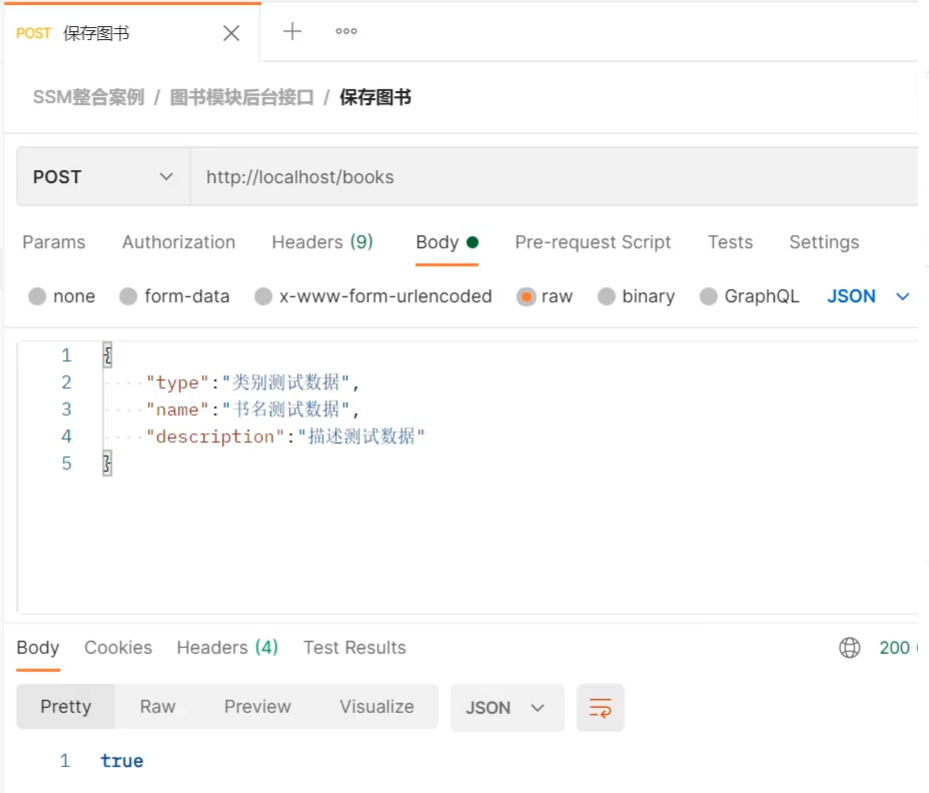 POST 保存图书
SSM整合案例 / 图书模块后台接口 / 保存图书
POST http://localhost/books
Params Authorization Headers (9) Body Pre-request Script Tests Settings
none form-data x-www-form-urlencoded raw binary GraphQL JSON
1 {
2 "type":"类别测试数据",
3 "name":"书名测试数据",
4 "description":"描述测试数据"
5 }
Body Cookies Headers (4) Test Results 200
Pretty Raw Preview Visualize JSON
1 true